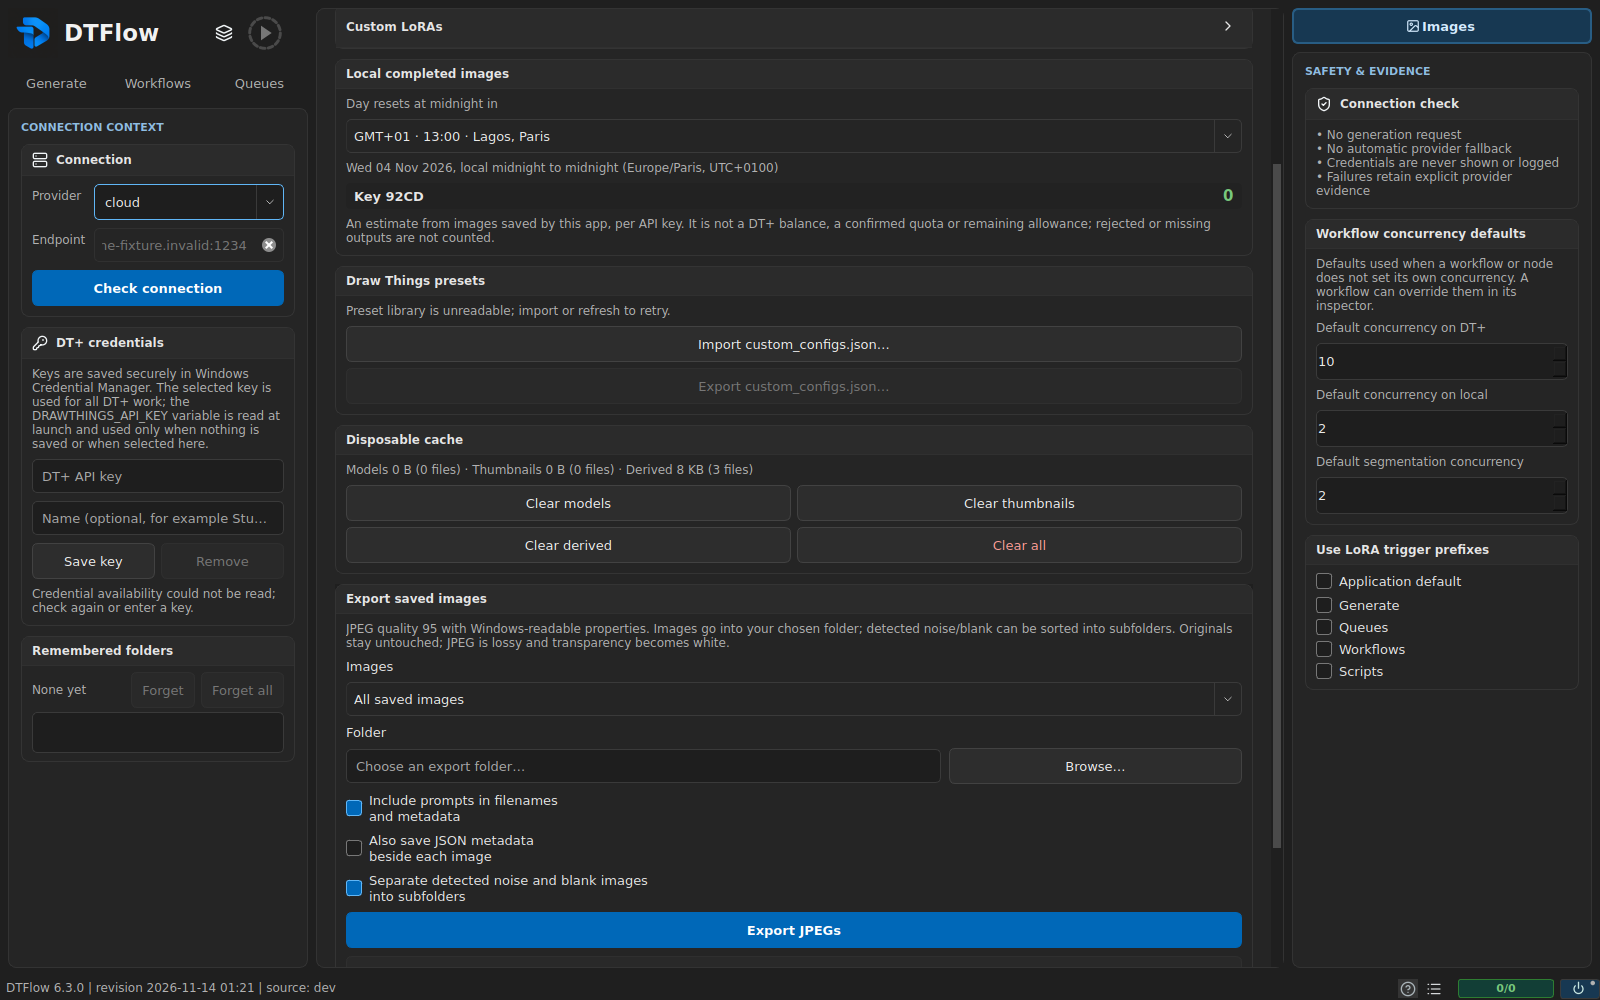 DTFlow
Generate
Workflows
Queues
CONNECTION CONTEXT
Connection
Provider
cloud
Endpoint
ne-fixture.invalid:1234
Check connection
DT+ credentials
Keys are saved securely in Windows
Credential Manager. The selected key is
used for all DT+ work; the
DRAWTHINGS_API_KEY variable is read at
launch and used only when nothing is
saved or when selected here.
DT+ API key
Name (optional, for example Stu…
Save key
Remove
Credential availability could not be read;
check again or enter a key.
Remembered folders
None yet
Forget
Forget all
Custom LoRAs
Local completed images
Day resets at midnight in
GMT+01 · 13:00 · Lagos, Paris
Wed 04 Nov 2026, local midnight to midnight (Europe/Paris, UTC+0100)
Key 92CD
0
An estimate from images saved by this app, per API key. It is not a DT+ balance, a confirmed quota or remaining allowance; rejected or missing
outputs are not counted.
Draw Things presets
Preset library is unreadable; import or refresh to retry.
Import custom_configs.json…
Export custom_configs.json…
Disposable cache
Models 0 B (0 files) · Thumbnails 0 B (0 files) · Derived 8 KB (3 files)
Clear models
Clear thumbnails
Clear derived
Clear all
Export saved images
JPEG quality 95 with Windows-readable properties. Images go into your chosen folder; detected noise/blank can be sorted into subfolders. Originals
stay untouched; JPEG is lossy and transparency becomes white.
Images
All saved images
Folder
Choose an export folder…
Browse…
Include prompts in filenames
and metadata
Also save JSON metadata
beside each image
Separate detected noise and blank images
into subfolders
Export JPEGs
Images
SAFETY & EVIDENCE
Connection check
• No generation request
• No automatic provider fallback
• Credentials are never shown or logged
• Failures retain explicit provider
evidence
Workflow concurrency defaults
Defaults used when a workflow or node
does not set its own concurrency. A
workflow can override them in its
inspector.
Default concurrency on DT+
10
Default concurrency on local
2
Default segmentation concurrency
2
Use LoRA trigger prefixes
Application default
Generate
Queues
Workflows
Scripts
DTFlow 6.3.0 | revision 2026-11-14 01:21 | source: dev
0/0